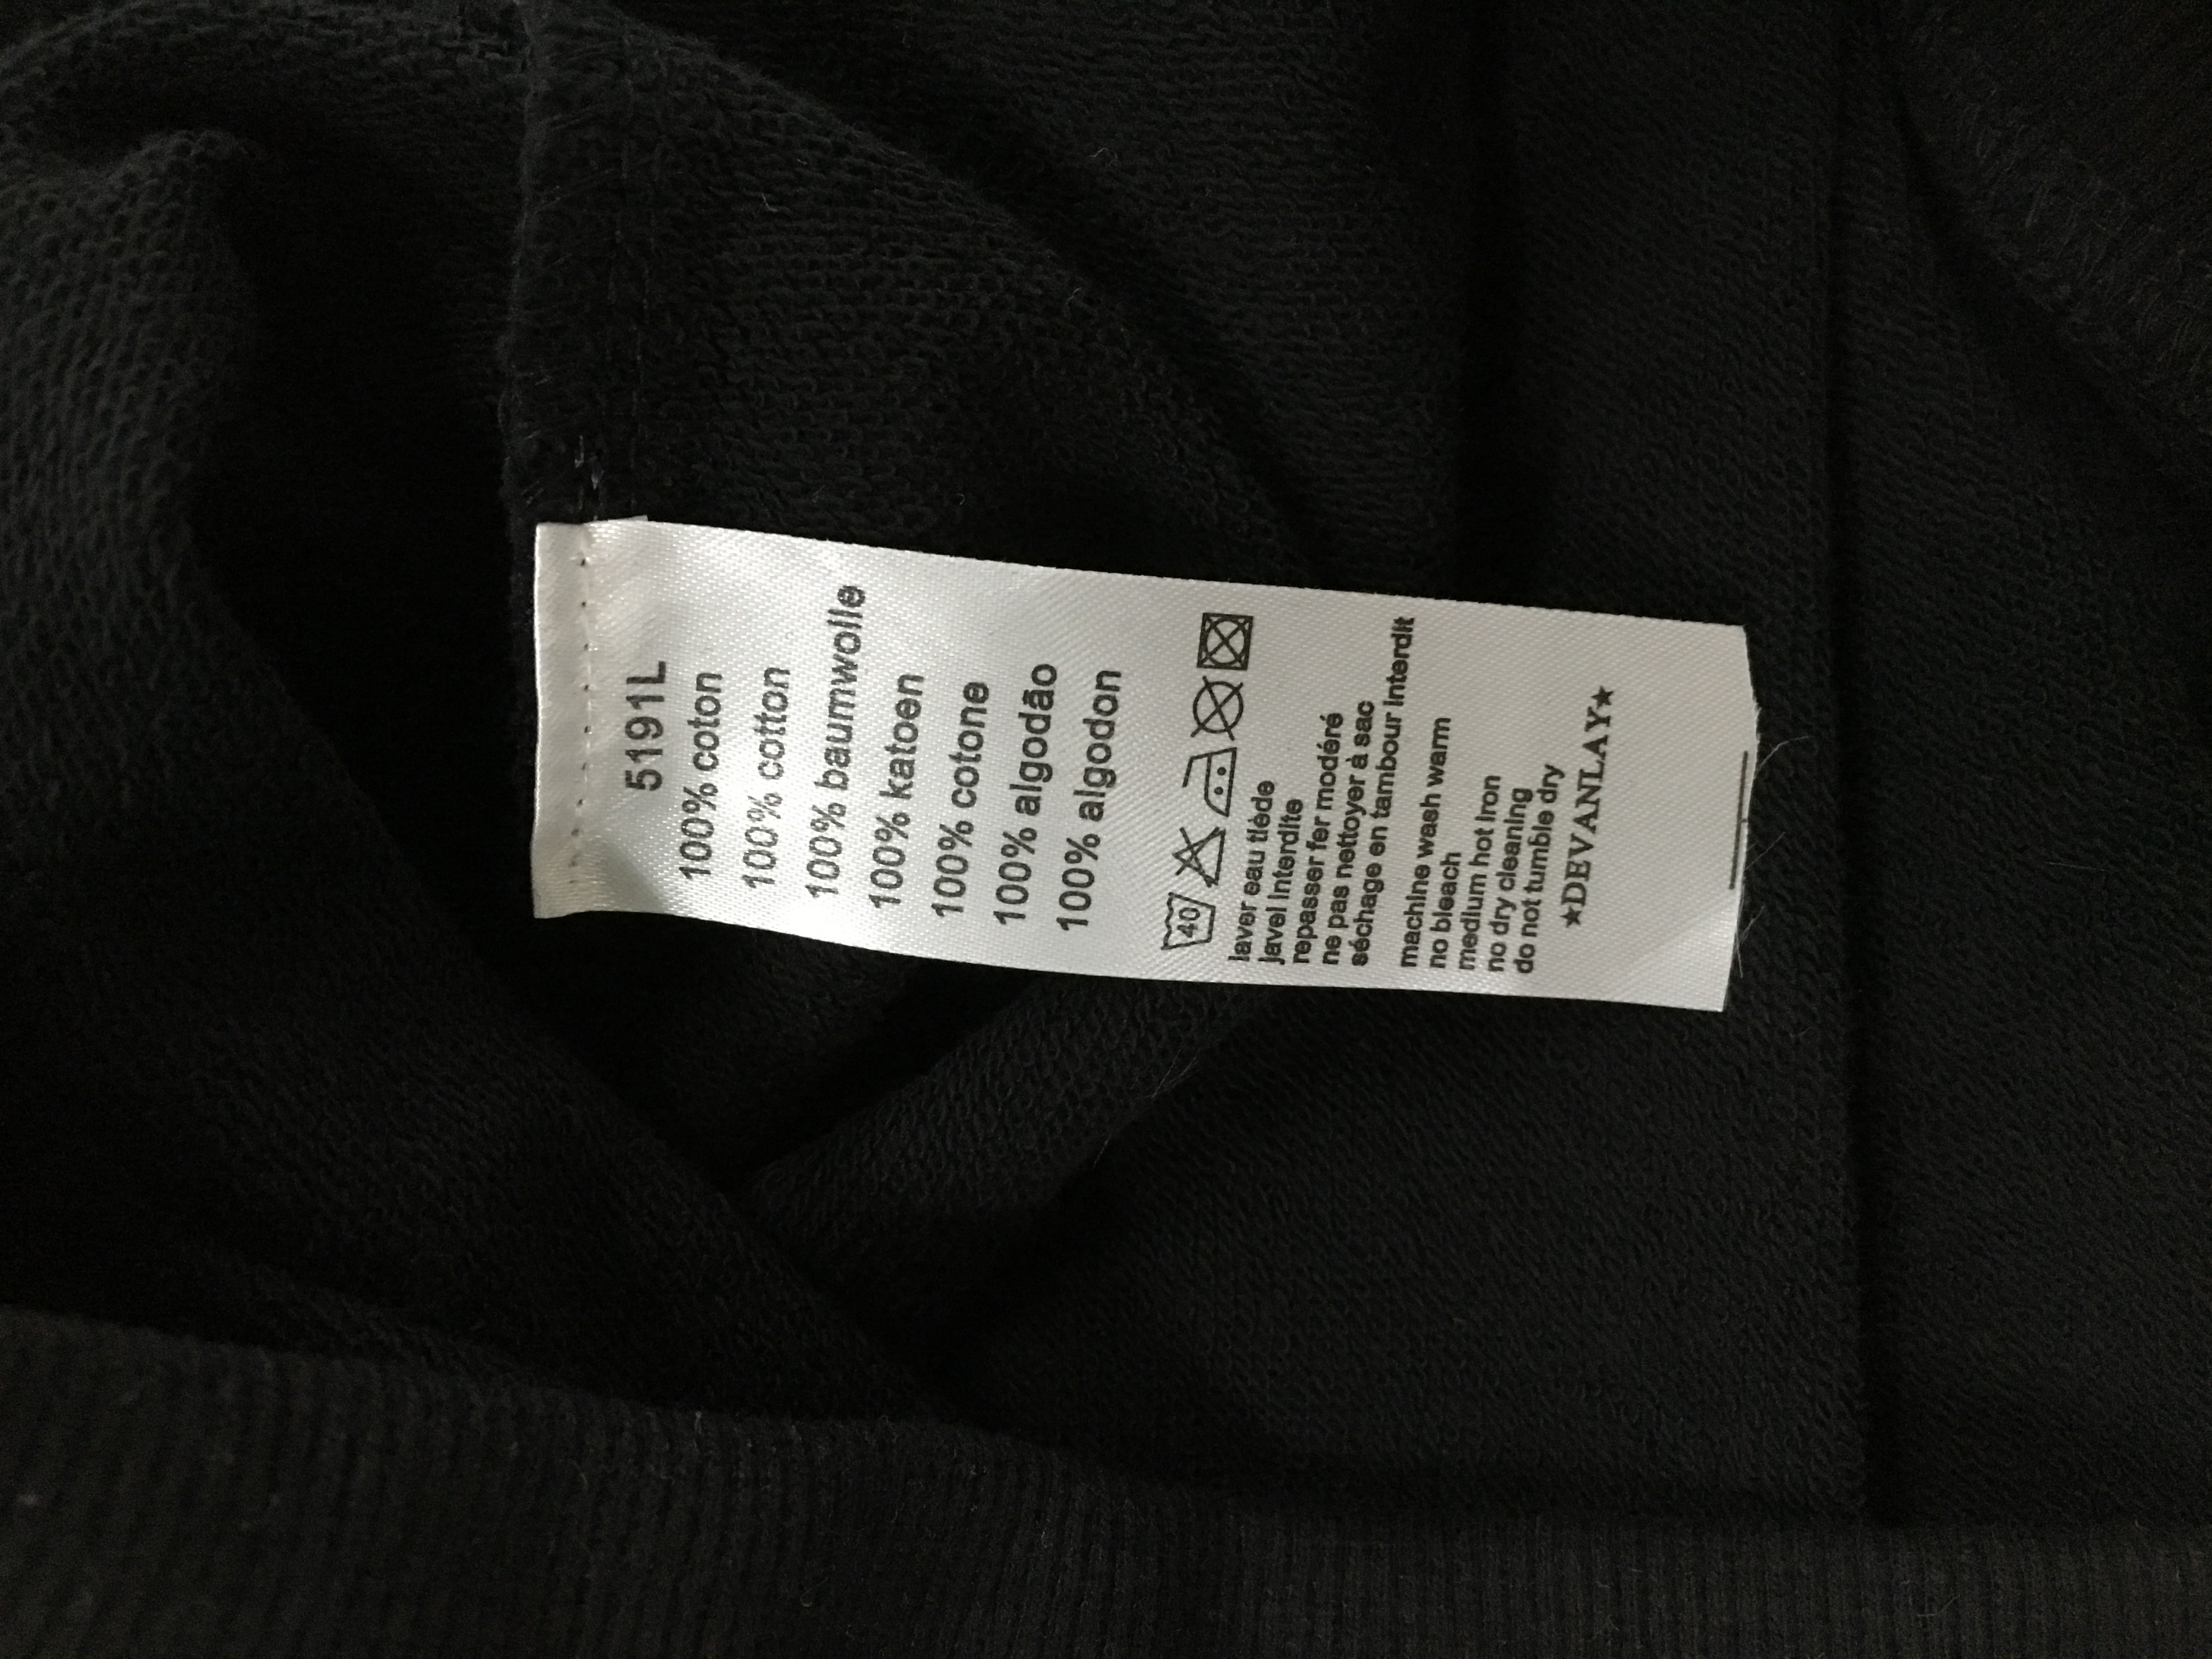 5191L
100% coton
100% cotton
100% baumwolle
100% katoen
100% cotone
100% algodão
100% algodon
40
laver eau tiède
javel interdite
repasser fer modéré
ne pas nettoyer à sac
séchage en tambour interdit
machine wash warm
no bleach
medium hot iron
no dry cleaning
do not tumble dry
★DEVANLAY★